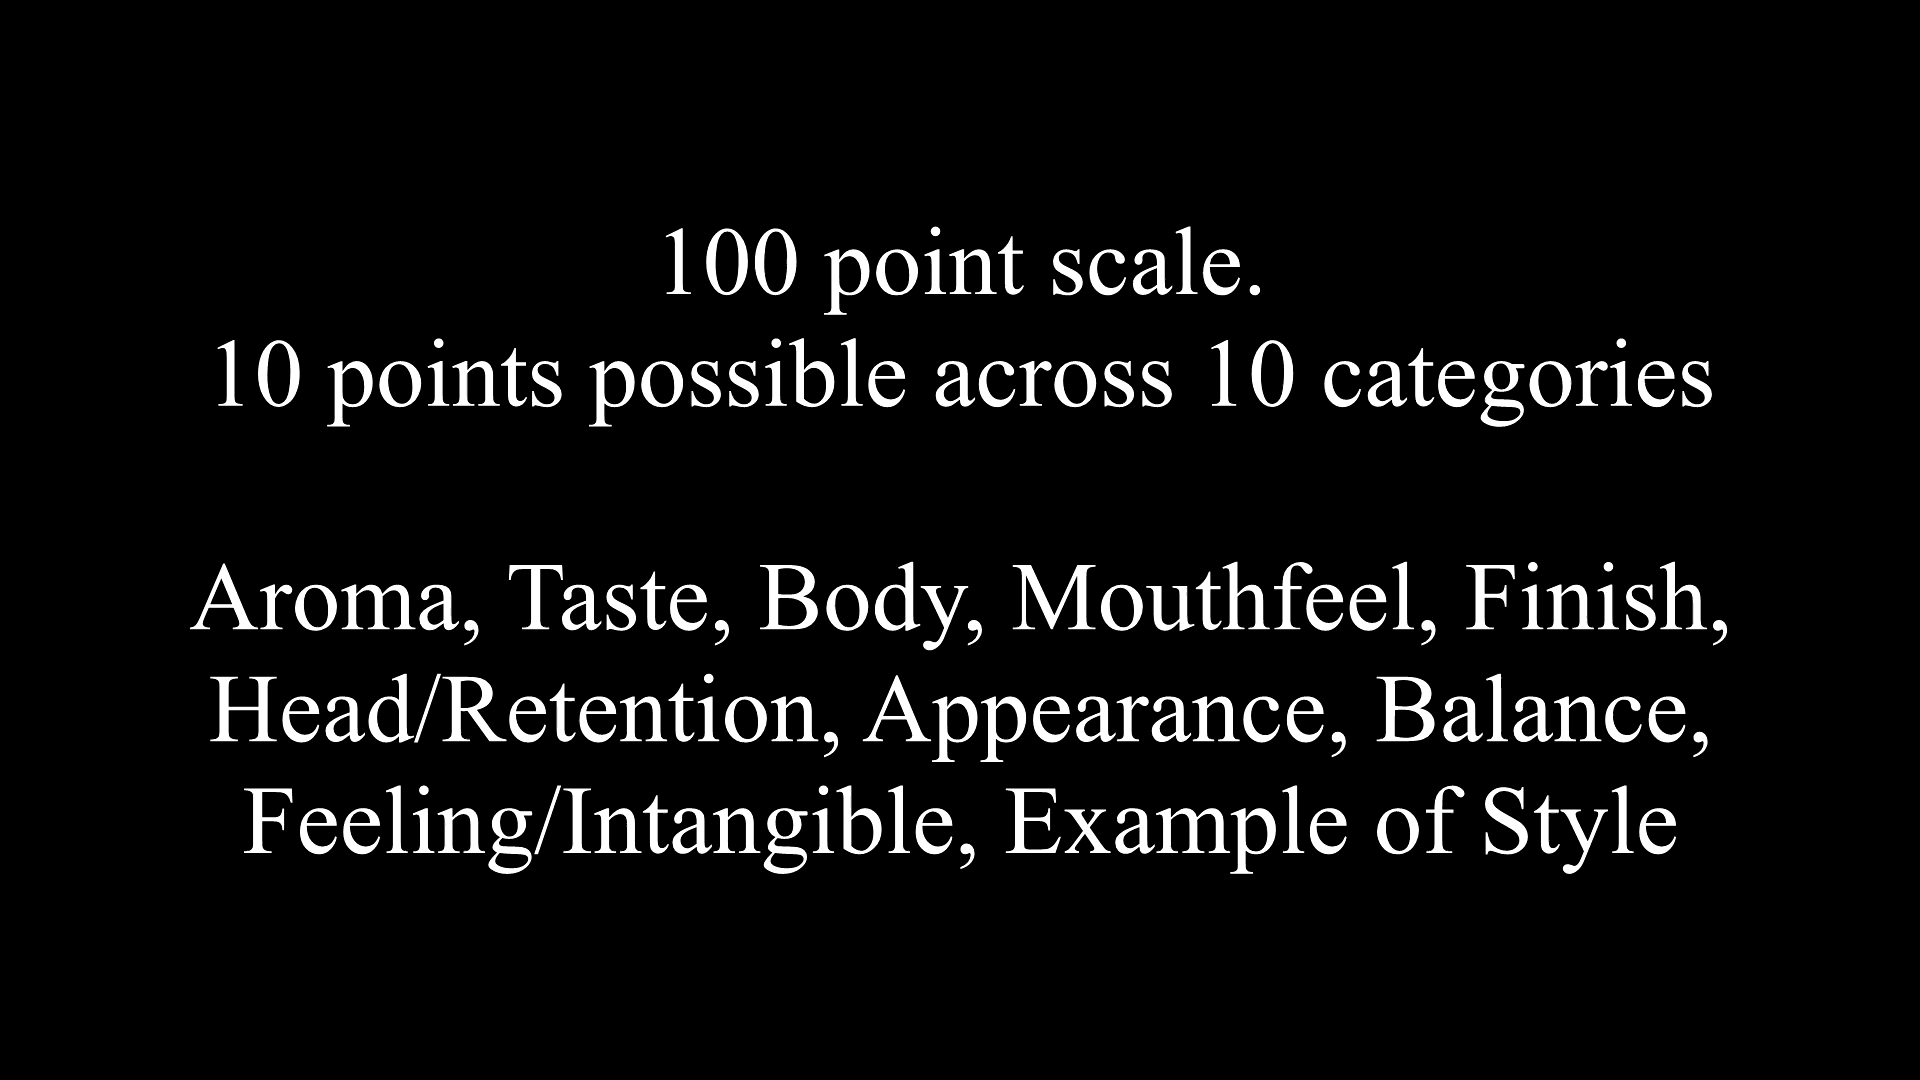 100 point scale.
10 points possible across 10 categories
Aroma, Taste, Body, Mouthfeel, Finish,
Head/Retention, Appearance, Balance,
Feeling/Intangible, Example of Style